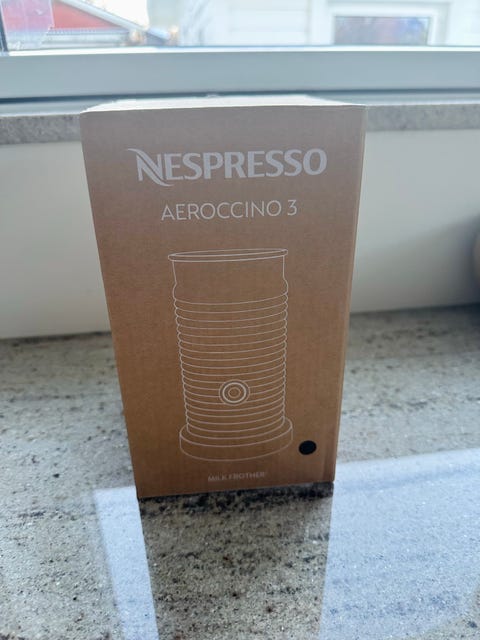 NESPRESSO
AEROCCINO 3
MILK FROTHER